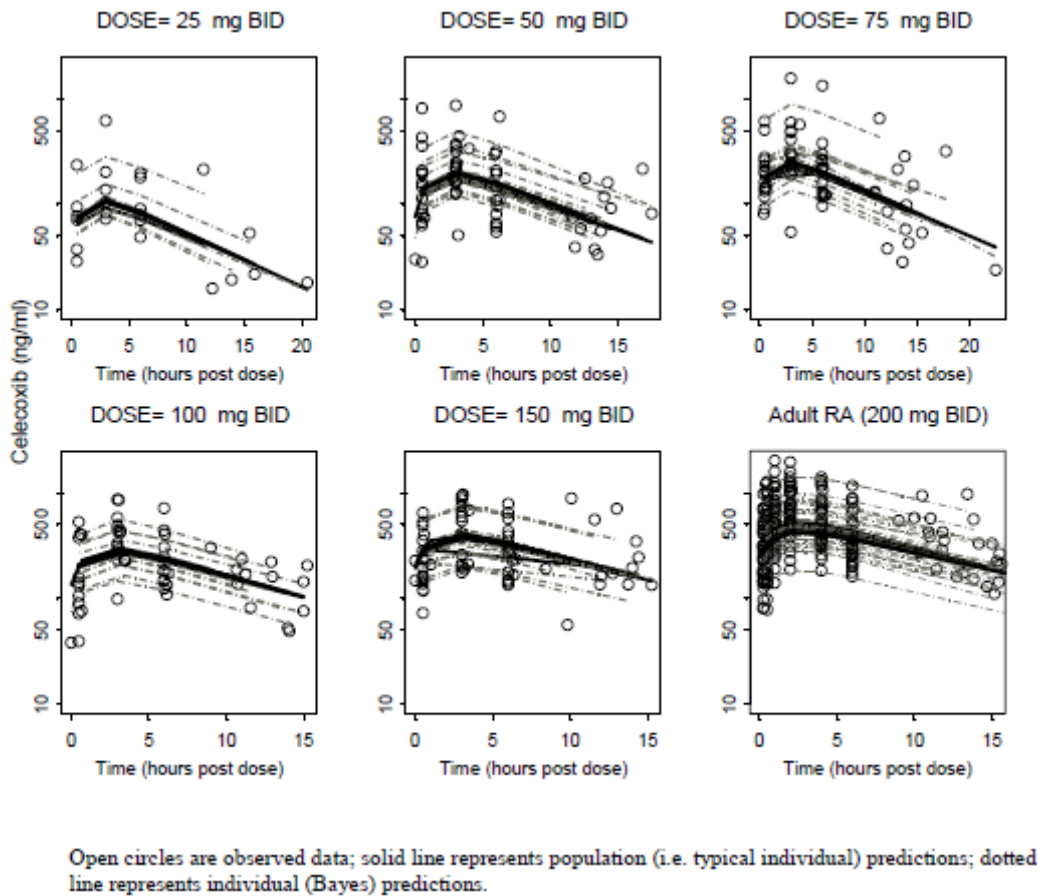 DOSE= 25 mg BID
DOSE= 50 mg BID
DOSE= 75 mg BID
500
50
10
0 5 10 15 20
Time (hours post dose)
500
50
10
0 5 10 15
Time (hours post dose)
500
50
10
0 5 10 15 20
Time (hours post dose)
Celecoxib (ng/ml)
DOSE= 100 mg BID
DOSE= 150 mg BID
Adult RA (200 mg BID)
500
50
10
0 5 10 15
Time (hours post dose)
500
50
10
0 5 10 15
Time (hours post dose)
500
50
10
0 5 10 15
Time (hours post dose)
Open circles are observed data; solid line represents population (i.e. typical individual) predictions; dotted
line represents individual (Bayes) predictions.